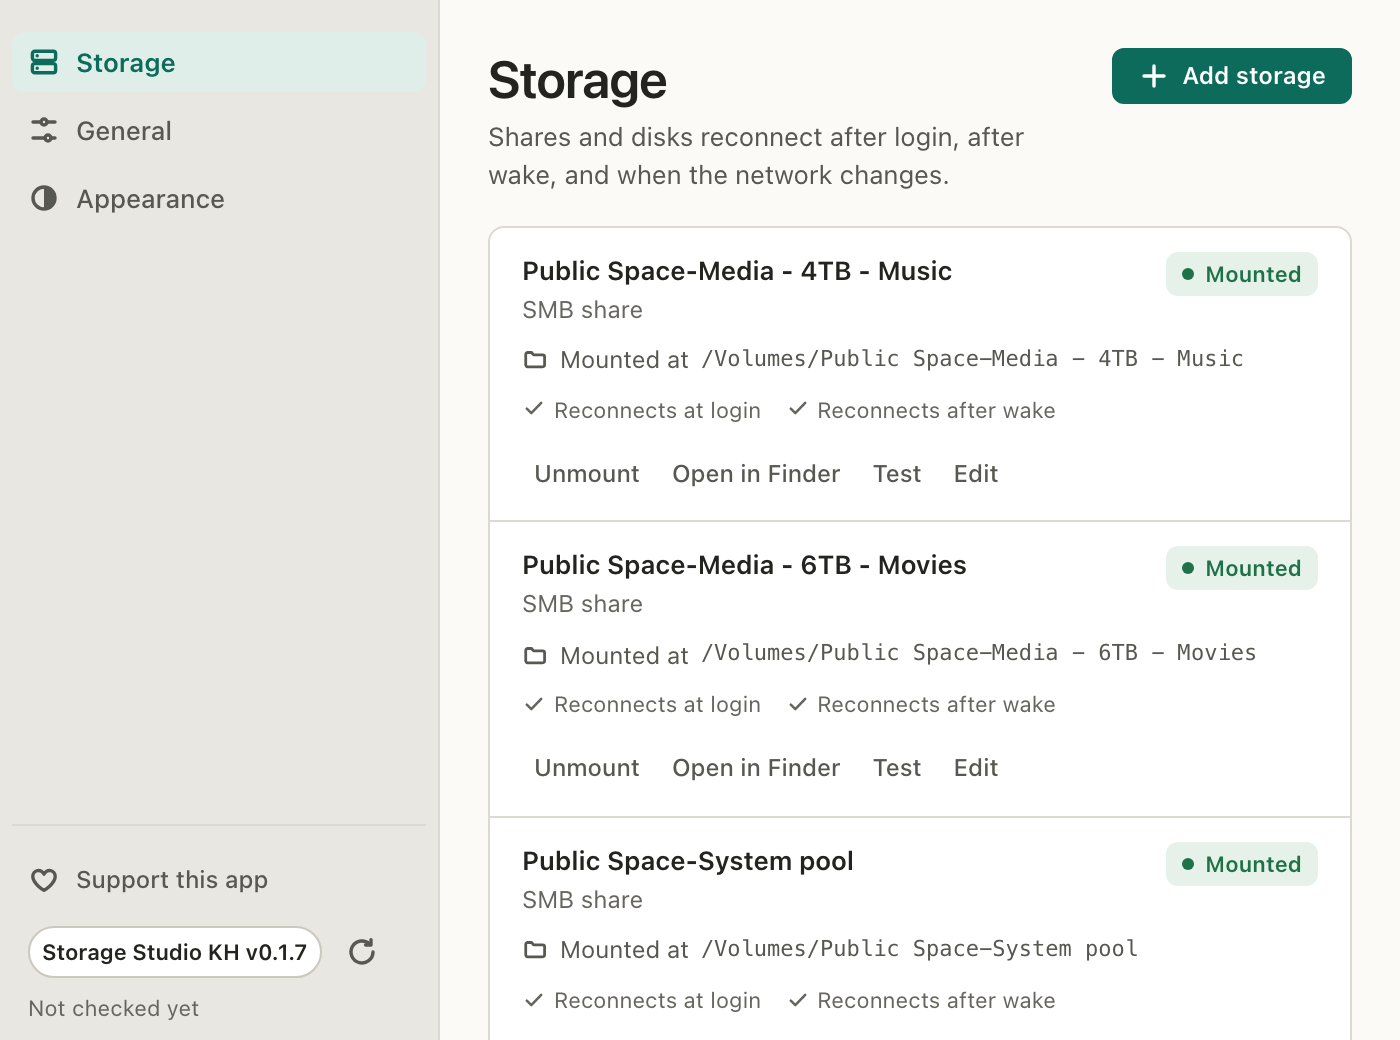 Storage
General
Appearance
Support this app
Storage Studio KH v0.1.7
Not checked yet
Storage
Add storage
Shares and disks reconnect after login, after
wake, and when the network changes.
Public Space-Media - 4TB - Music
Mounted
SMB share
Mounted at /Volumes/Public Space-Media - 4TB - Music
Reconnects at login Reconnects after wake
Unmount Open in Finder Test Edit
Public Space-Media - 6TB - Movies
Mounted
SMB share
Mounted at /Volumes/Public Space-Media - 6TB - Movies
Reconnects at login Reconnects after wake
Unmount Open in Finder Test Edit
Public Space-System pool
Mounted
SMB share
Mounted at /Volumes/Public Space-System pool
Reconnects at login Reconnects after wake